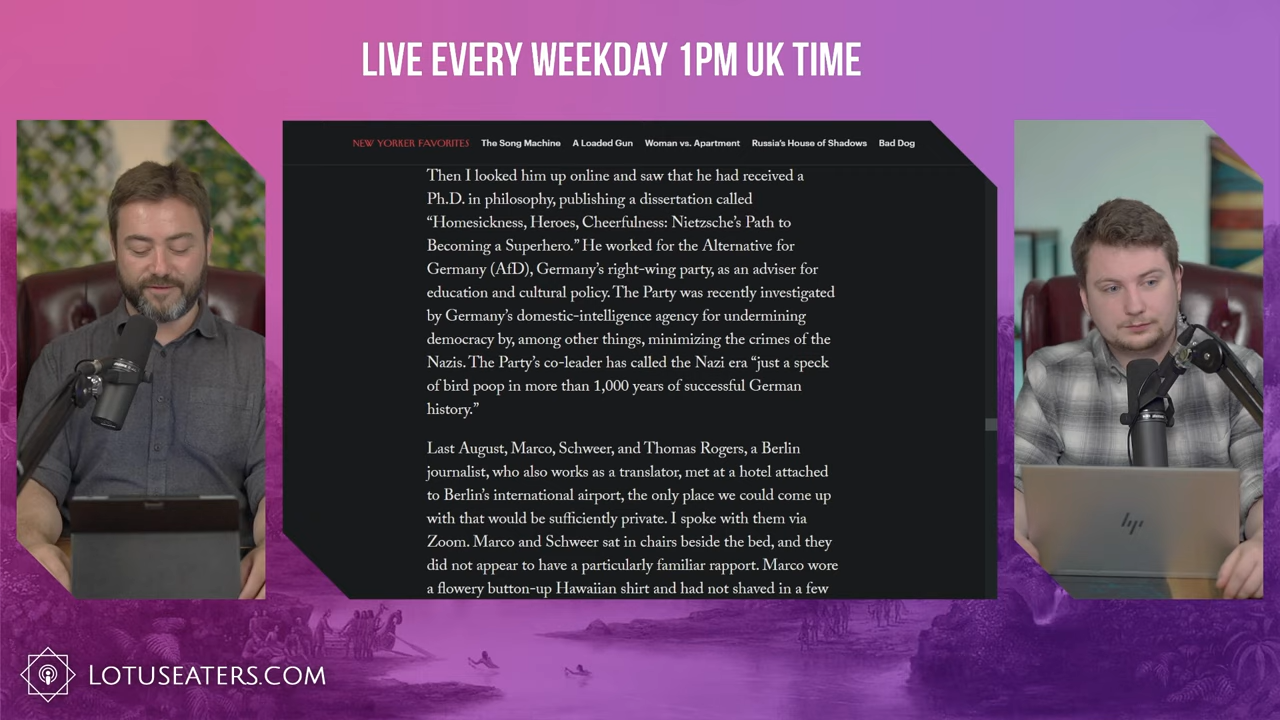 LIVE EVERY WEEKDAY 1PM UK TIME
NEW YORKER FAVORITES The Song Machine A Loaded Gun Woman vs. Apartment Russia's House of Shadows Bad Dog
Then I looked him up online and saw that he had received a
Ph.D. in philosophy, publishing a dissertation called
“Homesickness, Heroes, Cheerfulness: Nietzsche’s Path to
Becoming a Superhero.” He worked for the Alternative for
Germany (AfD), Germany’s right-wing party, as an adviser for
education and cultural policy. The Party was recently investigated
by Germany’s domestic-intelligence agency for undermining
democracy by, among other things, minimizing the crimes of the
Nazis. The Party’s co-leader has called the Nazi era “just a speck
of bird poop in more than 1,000 years of successful German
history.”
Last August, Marco, Schweer, and Thomas Rogers, a Berlin
journalist, who also works as a translator, met at a hotel attached
to Berlin’s international airport, the only place we could come up
with that would be sufficiently private. I spoke with them via
Zoom. Marco and Schweer sat in chairs beside the bed, and they
did not appear to have a particularly familiar rapport. Marco wore
a flowery button-up Hawaiian shirt and had not shaved in a few
hp
LOTUSEATERS.COM